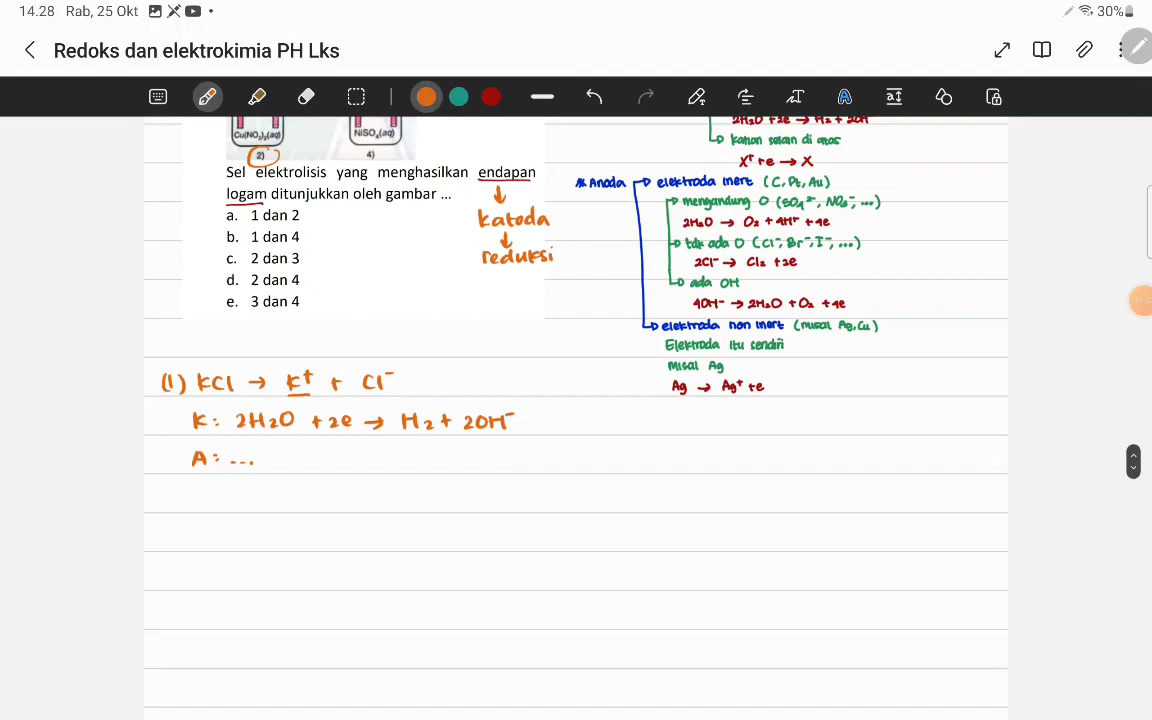 14.28 Rab, 25 Okt
30%
Redoks dan elektrokimia PH Lks
Cu(NO₃)₂(aq)
NiSO₄(aq)
2)
4)
Sel elektrolisis yang menghasilkan endapan
logam ditunjukkan oleh gambar ...
a. 1 dan 2
b. 1 dan 4
c. 2 dan 3
d. 2 dan 4
e. 3 dan 4
katoda
reduksi
2H₂O + 2e → H₂ + 2OH⁻
kation selain di atas
X⁺ + e → X
* Anoda → elektroda inert (C, Pt, Au)
mengandung O (SO₄²⁻, NO₃⁻, ...)
2H₂O → O₂ + 4H⁺ + 4e
tdk ada O (Cl⁻, Br⁻, I⁻, ...)
2Cl⁻ → Cl₂ + 2e
ada OH
4OH⁻ → 2H₂O + O₂ + 4e
elektroda non inert (misal Ag, Cu)
Elektroda itu sendiri
Misal Ag
Ag → Ag⁺ + e
(1) KCl → K⁺ + Cl⁻
K: 2H₂O + 2e → H₂ + 2OH⁻
A: ...